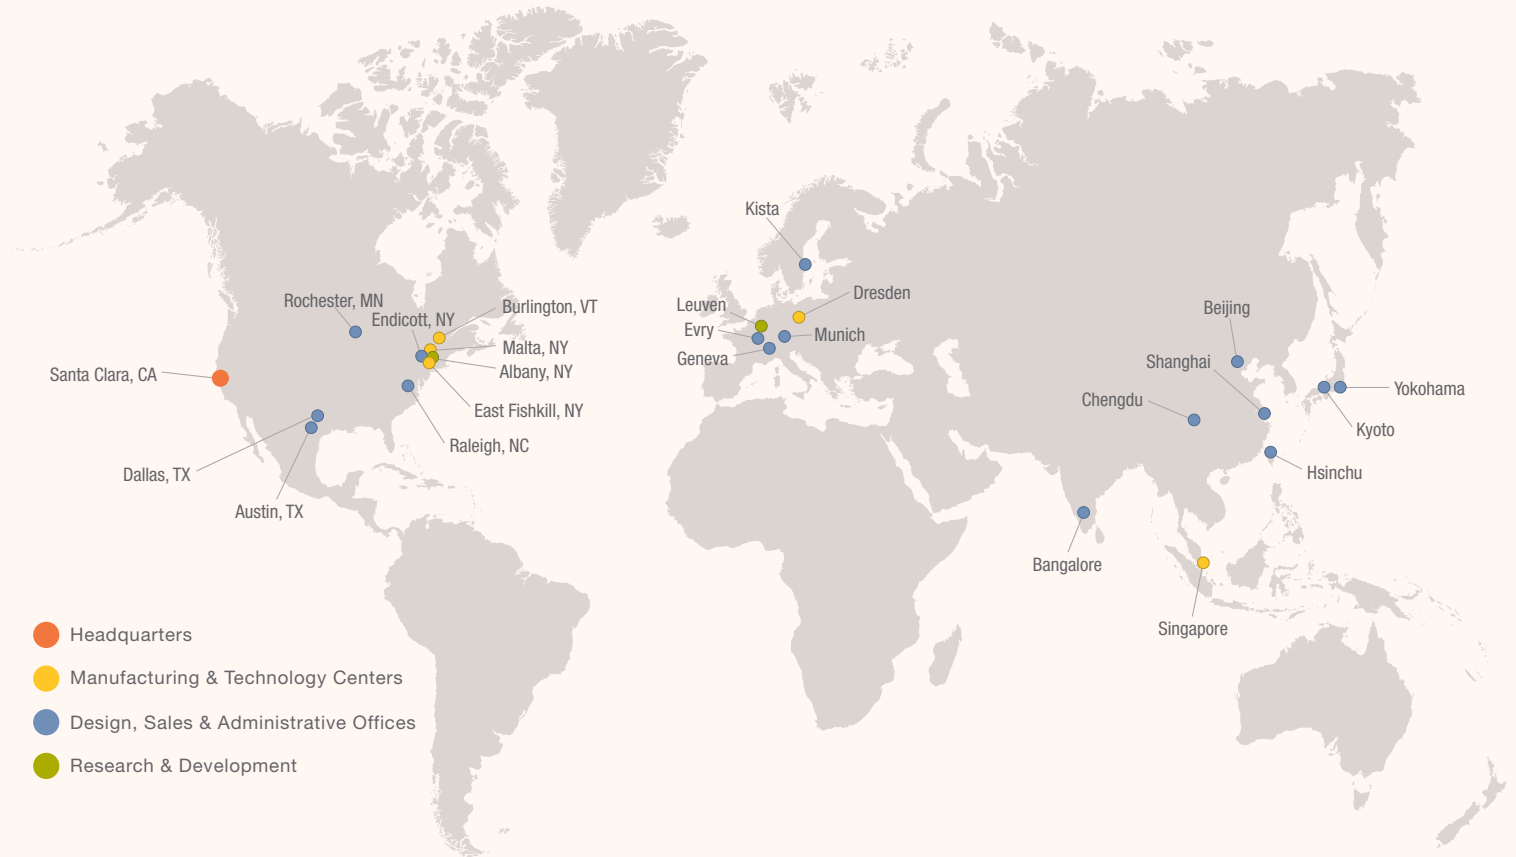 Kista
Dresden
Rochester, MN
Burlington, VT
Leuven
Beijing
Endicott, NY
Evry
Munich
Malta, NY
Geneva
Shanghai
Santa Clara, CA
Albany, NY
Yokohama
Chengdu
East Fishkill, NY
Kyoto
Raleigh, NC
Dallas, TX
Hsinchu
Austin, TX
Bangalore
Singapore
Headquarters
Manufacturing & Technology Centers
Design, Sales & Administrative Offices
Research & Development